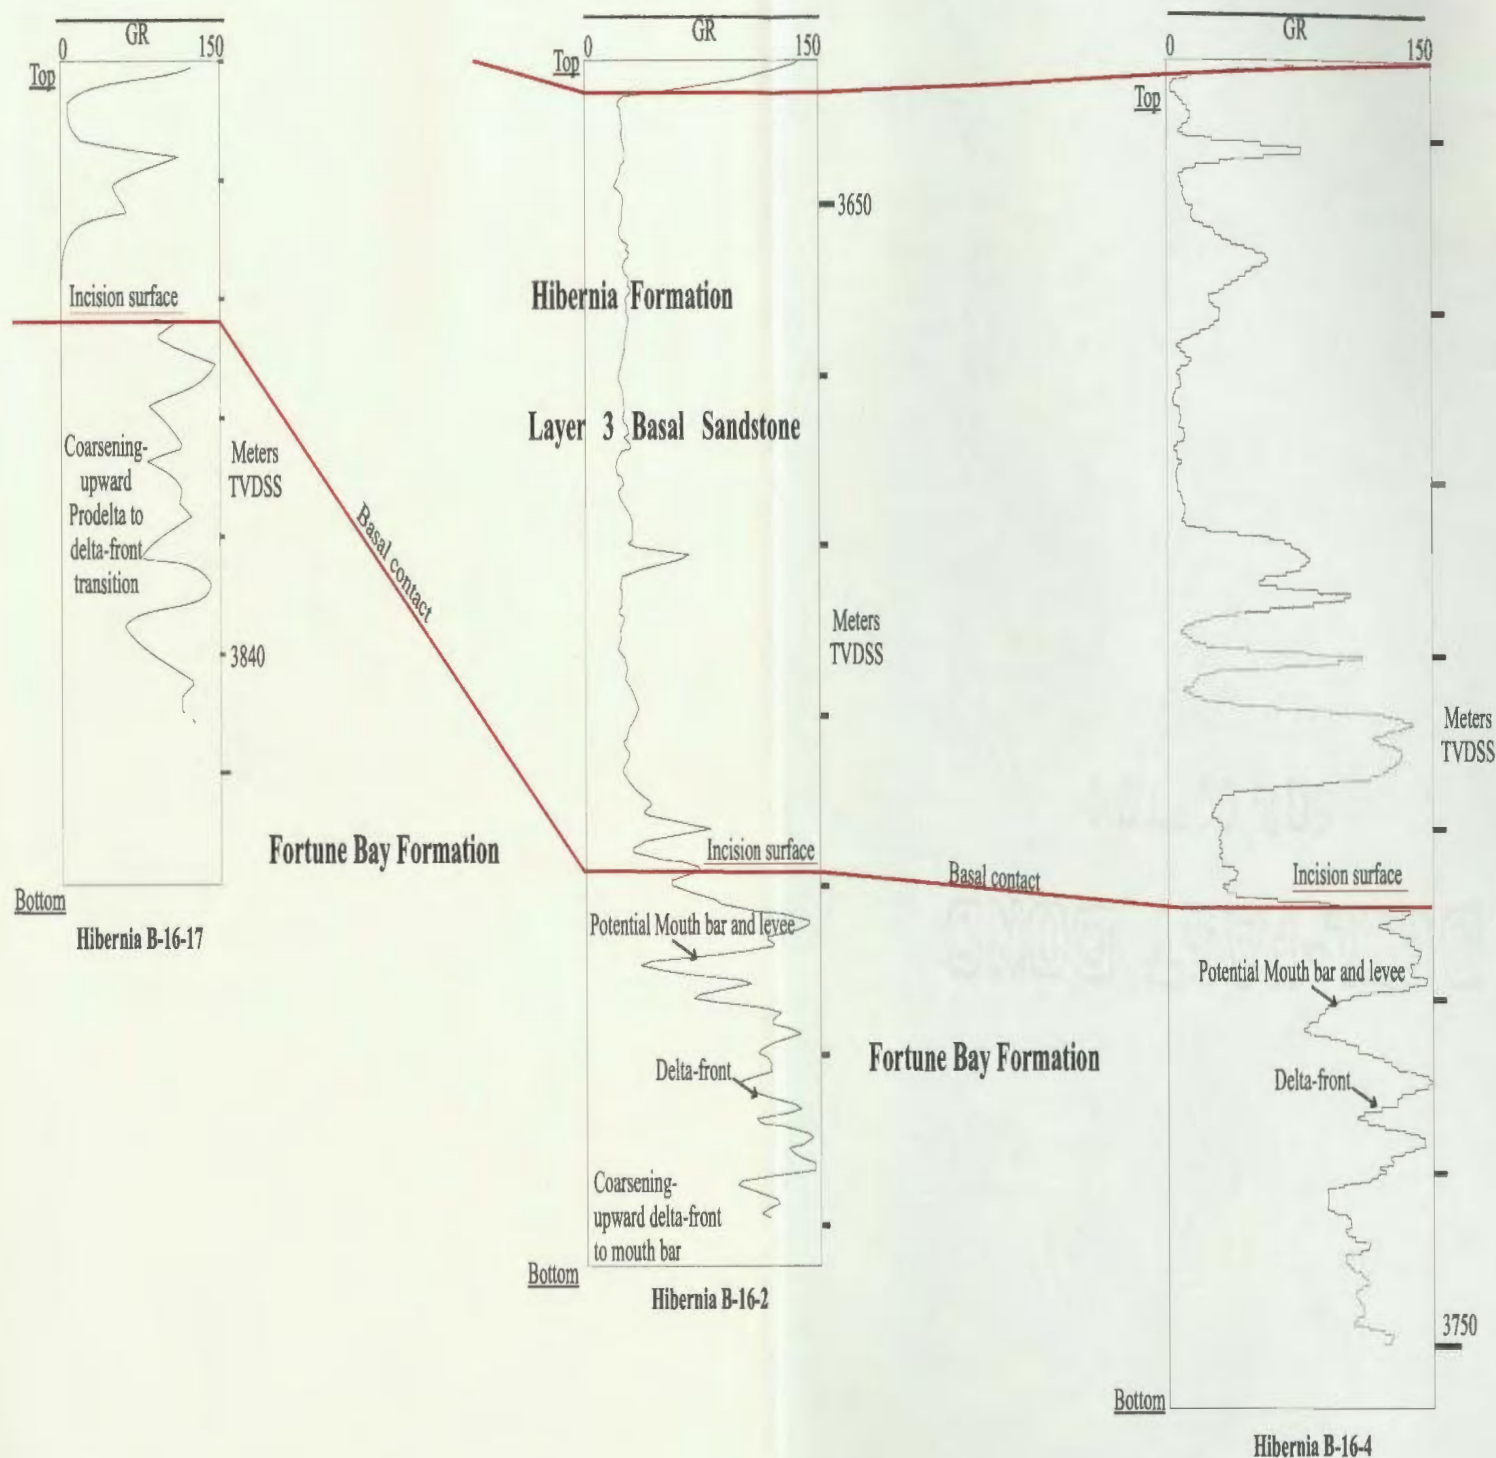 GR
0 150
Top
Incision surface
Coarsening-
upward
Prodelta to
delta-front
transition
Meters
TVDSS
3840
Bottom
Hibernia B-16-17
Basal contact
Fortune Bay Formation
GR
0 150
Top
3650
Hibernia Formation
Layer 3 Basal Sandstone
Meters
TVDSS
Incision surface
Potential Mouth bar and levee
Delta-front
Coarsening-
upward delta-front
to mouth bar
Bottom
Hibernia B-16-2
Basal contact
Fortune Bay Formation
GR
0 150
Top
Meters
TVDSS
Incision surface
Potential Mouth bar and levee
Delta-front
3750
Bottom
Hibernia B-16-4